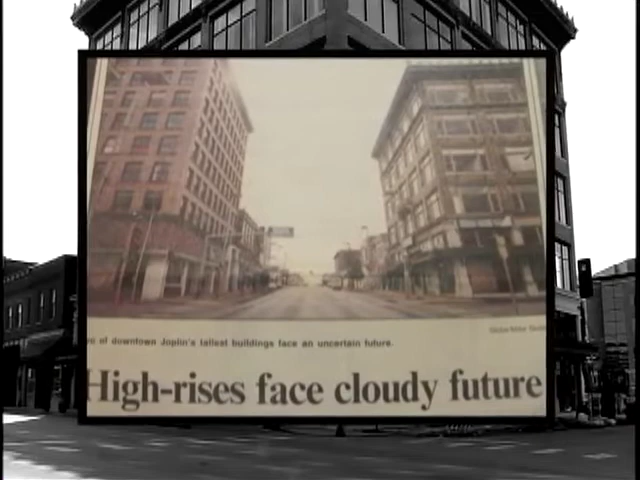 of downtown Joplin's tallest buildings face an uncertain future.
High-rises face cloudy future